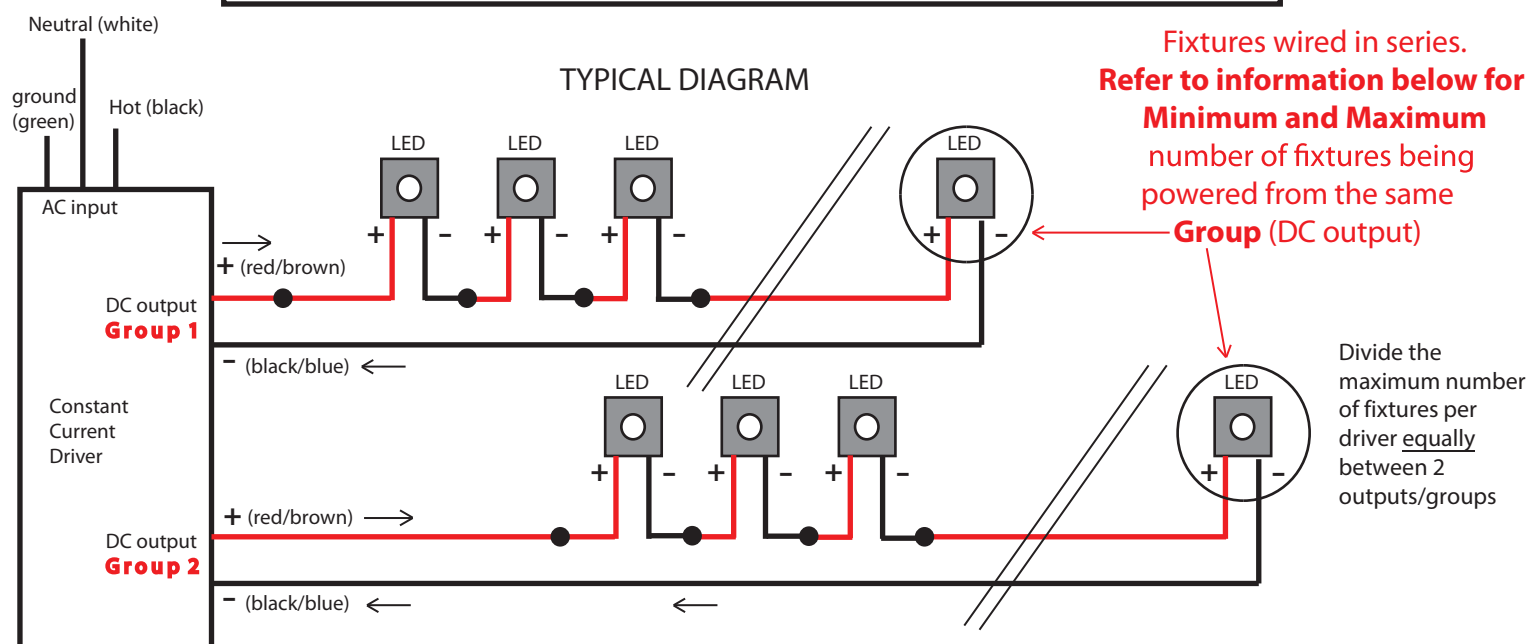 Neutral (white)
ground
(green)
Hot (black)
TYPICAL DIAGRAM
Fixtures wired in series.
Refer to information below for
Minimum and Maximum
number of fixtures being
powered from the same
Group (DC output)
AC input
LED
LED
LED
LED
+ –
+ –
+ –
+ –
+ (red/brown)
DC output
Group 1
– (black/blue)
Constant
Current
Driver
LED
LED
LED
LED
Divide the
maximum number
of fixtures per
driver equally
between 2
outputs/groups
+ –
+ –
+ –
+ –
+ (red/brown)
DC output
Group 2
– (black/blue)